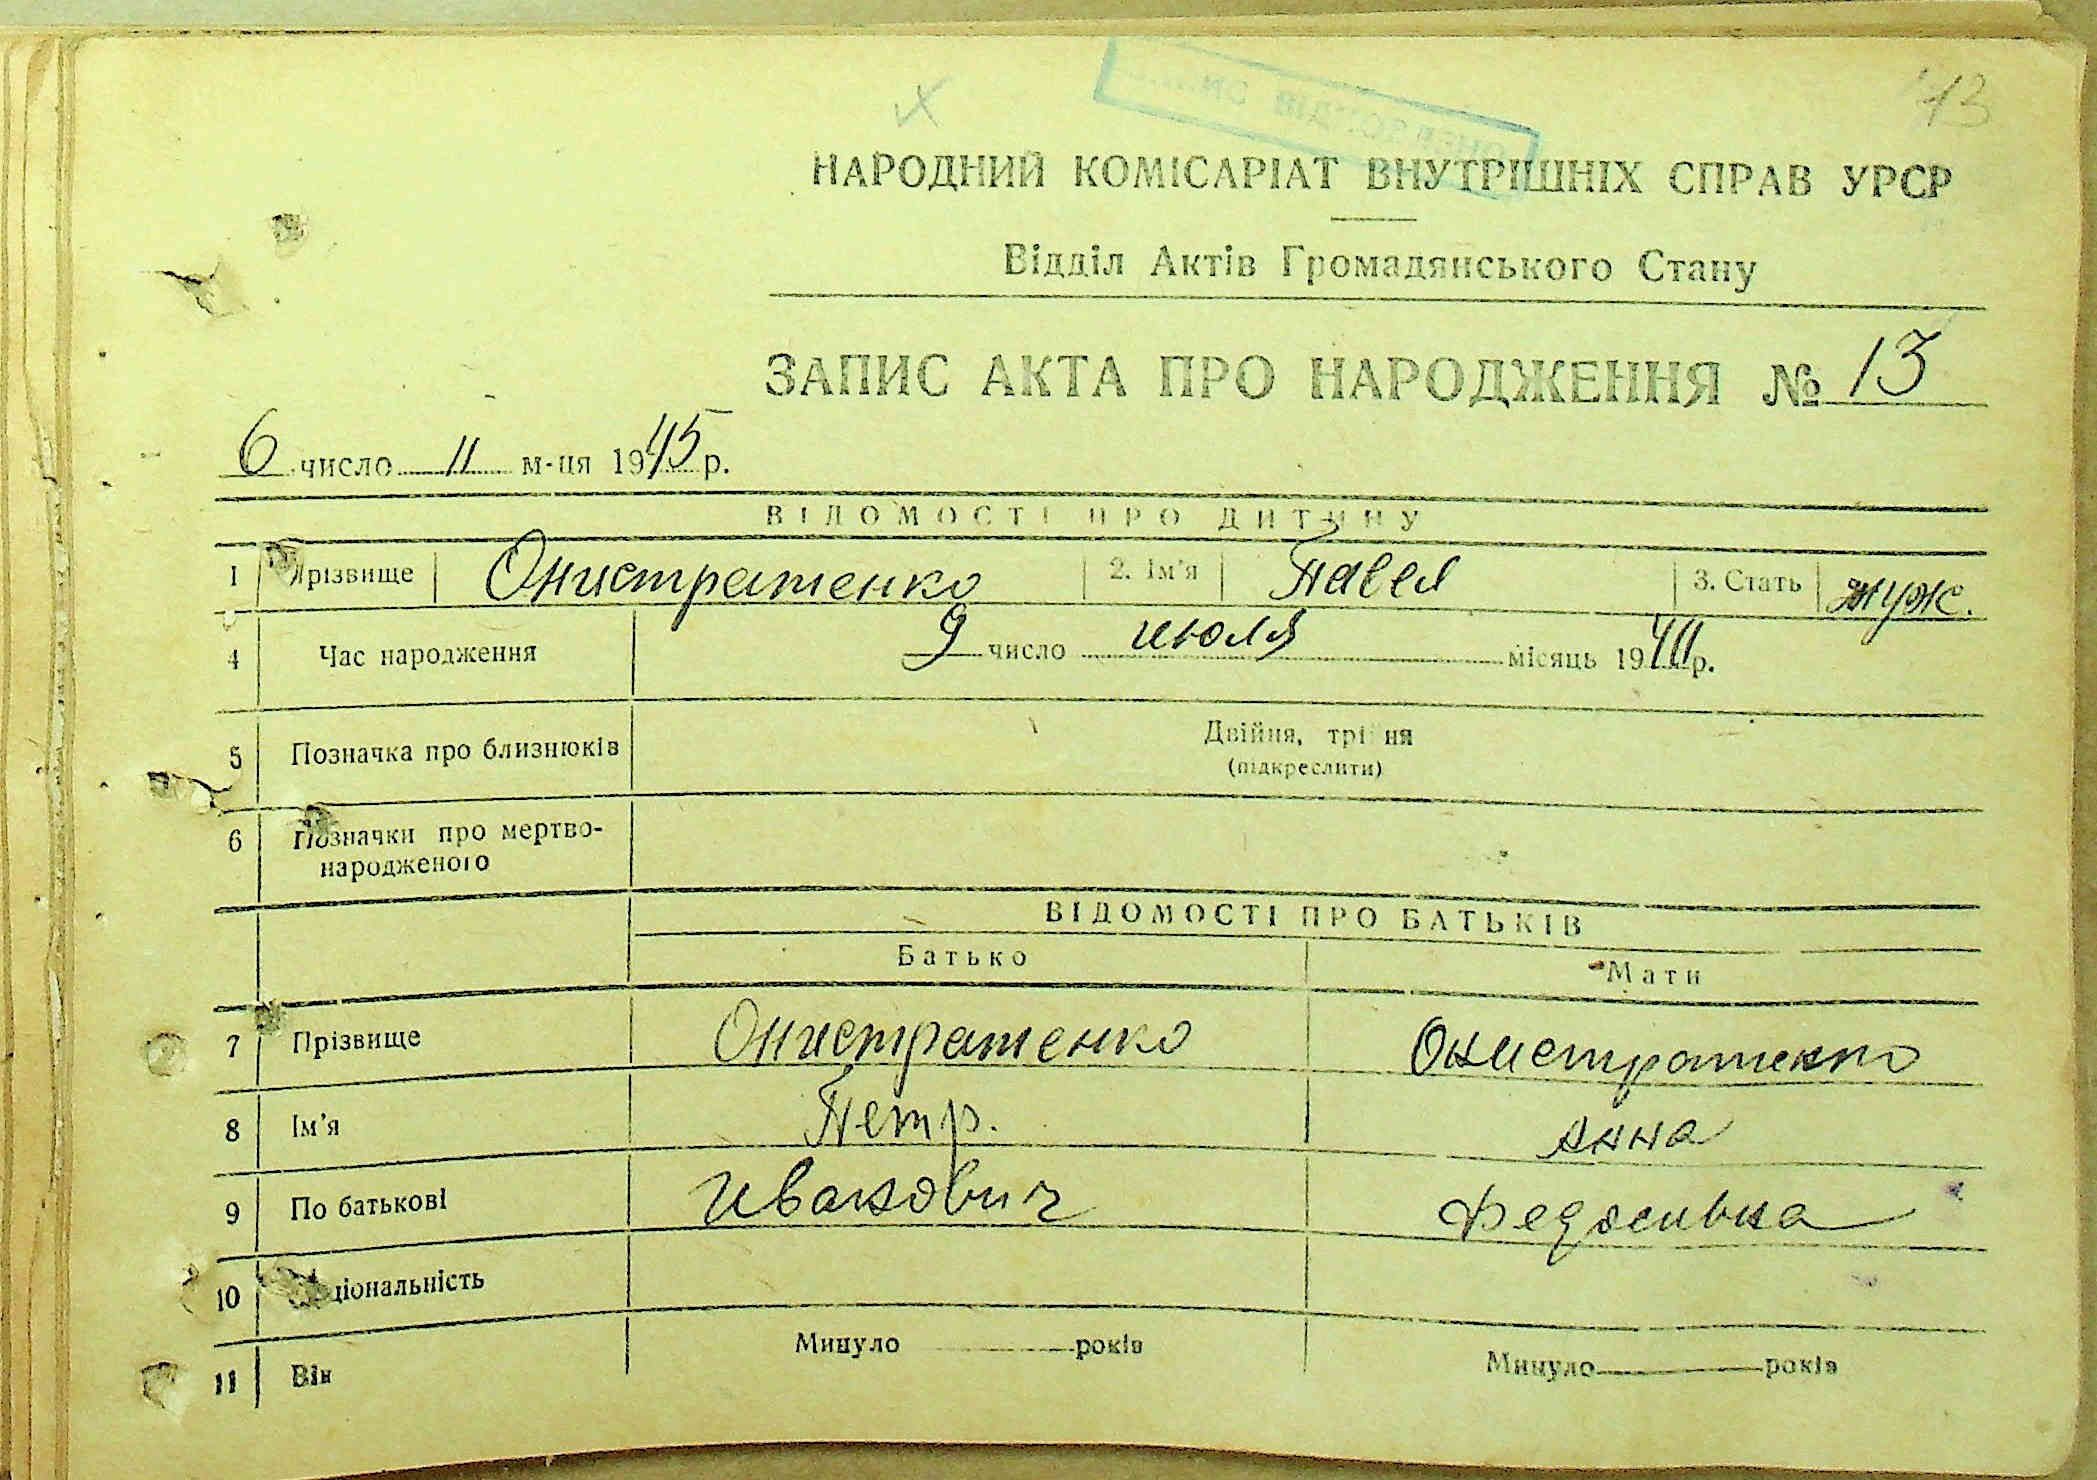 13
НАРОДНИЙ КОМІСАРІАТ ВНУТРІШНІХ СПРАВ УРСР
Відділ Актів Громадянського Стану
ЗАПИС АКТА ПРО НАРОДЖЕННЯ № 13
6 число 11 м-ця 1945 р.
ВІДОМОСТІ ПРО ДИТИНУ
1 Прізвище Онистратенко 2. Ім'я Павел 3. Стать муж.
4 Час народження 9 число июля місяць 19 р.
5 Позначка про близнюків Двійня, трійня
(підкреслити)
6 Позначки про мертво-
народженого
ВІДОМОСТІ ПРО БАТЬКІВ
Батько Мати
7 Прізвище Онистратенко Онистратенко
8 Ім'я Петр. Анна
9 По батькові Иванович
10 Національність
11 Він Минуло років Минуло років